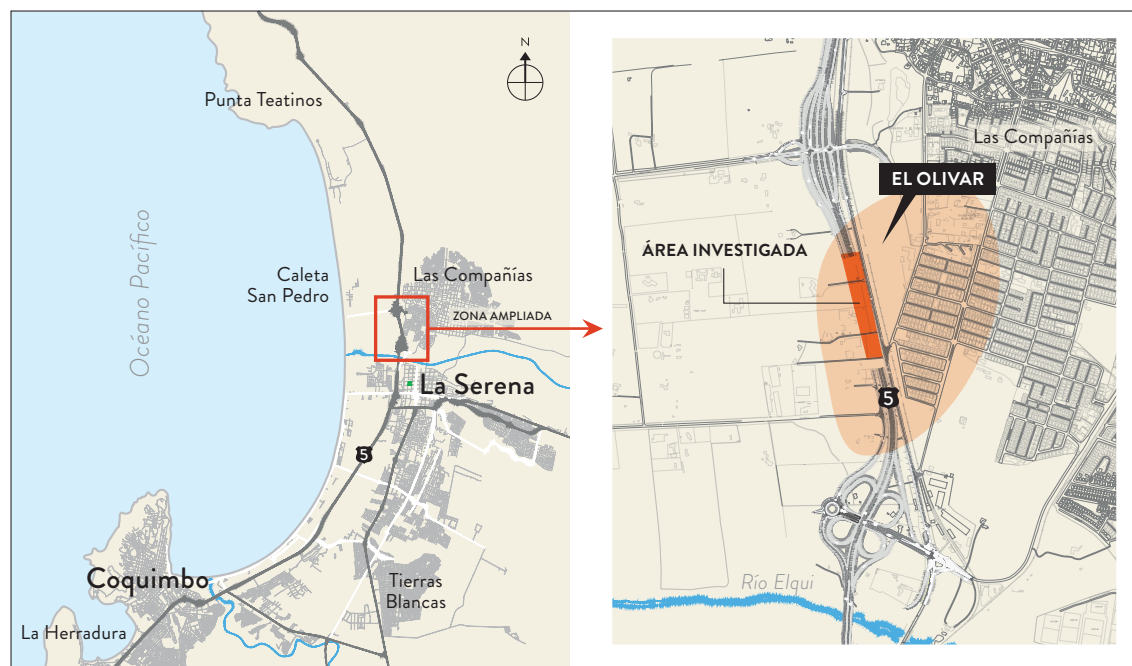 N
Punta Teatinos
Océano Pacífico
Caleta
San Pedro
Las Compañías
ZONA AMPLIADA
La Serena
5
Coquimbo
Tierras
Blancas
La Herradura
Las Compañías
EL OLIVAR
ÁREA INVESTIGADA
5
Río Elqui